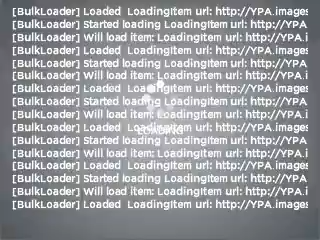 [BulkLoader] Loaded LoadingItem url: http://YPA.images
[BulkLoader] Started loading LoadingItem url: http://YPA
[BulkLoader] Will load item: LoadingItem url: http://YPA.i
[BulkLoader] Loaded LoadingItem url: http://YPA.images
[BulkLoader] Started loading LoadingItem url: http://YPA
[BulkLoader] Will load item: LoadingItem url: http://YPA.i
[BulkLoader] Loaded LoadingItem url: http://YPA.images
[BulkLoader] Started loading LoadingItem url: http://YPA
[BulkLoader] Will load item: LoadingItem url: http://YPA.i
[BulkLoader] Loaded LoadingItem url: http://YPA.images
LOADING
[BulkLoader] Started loading LoadingItem url: http://YPA
[BulkLoader] Will load item: LoadingItem url: http://YPA.i
[BulkLoader] Loaded LoadingItem url: http://YPA.images
[BulkLoader] Started loading LoadingItem url: http://YPA
[BulkLoader] Will load item: LoadingItem url: http://YPA.i
[BulkLoader] Loaded LoadingItem url: http://YPA.images